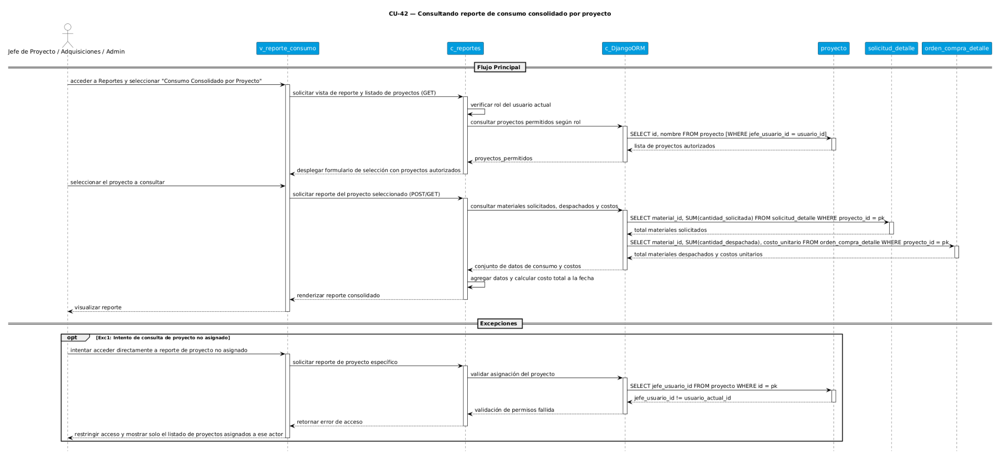 CU-42 — Consultando reporte de consumo consolidado por proyecto
Jefe de Proyecto / Adquisiciones / Admin
v_reporte_consumo
c_reportes
c_DjangoORM
proyecto
solicitud_detalle
orden_compra_detalle
Flujo Principal
acceder a Reportes y seleccionar "Consumo Consolidado por Proyecto"
solicitar vista de reporte y listado de proyectos (GET)
verificar rol del usuario actual
consultar proyectos permitidos según rol
SELECT id, nombre FROM proyecto [WHERE jefe_usuario_id = usuario_id]
lista de proyectos autorizados
proyectos_permitidos
desplegar formulario de selección con proyectos autorizados
seleccionar el proyecto a consultar
solicitar reporte del proyecto seleccionado (POST/GET)
consultar materiales solicitados, despachados y costos
SELECT material_id, SUM(cantidad_solicitada) FROM solicitud_detalle WHERE proyecto_id = pk
total materiales solicitados
SELECT material_id, SUM(cantidad_despachada), costo_unitario FROM orden_compra_detalle WHERE proyecto_id = pk
total materiales despachados y costos unitarios
conjunto de datos de consumo y costos
agregar datos y calcular costo total a la fecha
renderizar reporte consolidado
visualizar reporte
Excepciones
opt [Exc1: Intento de consulta de proyecto no asignado]
intentar acceder directamente a reporte de proyecto no asignado
solicitar reporte de proyecto específico
validar asignación del proyecto
SELECT jefe_usuario_id FROM proyecto WHERE id = pk
jefe_usuario_id != usuario_actual_id
validación de permisos fallida
retornar error de acceso
restringir acceso y mostrar solo el listado de proyectos asignados a ese actor